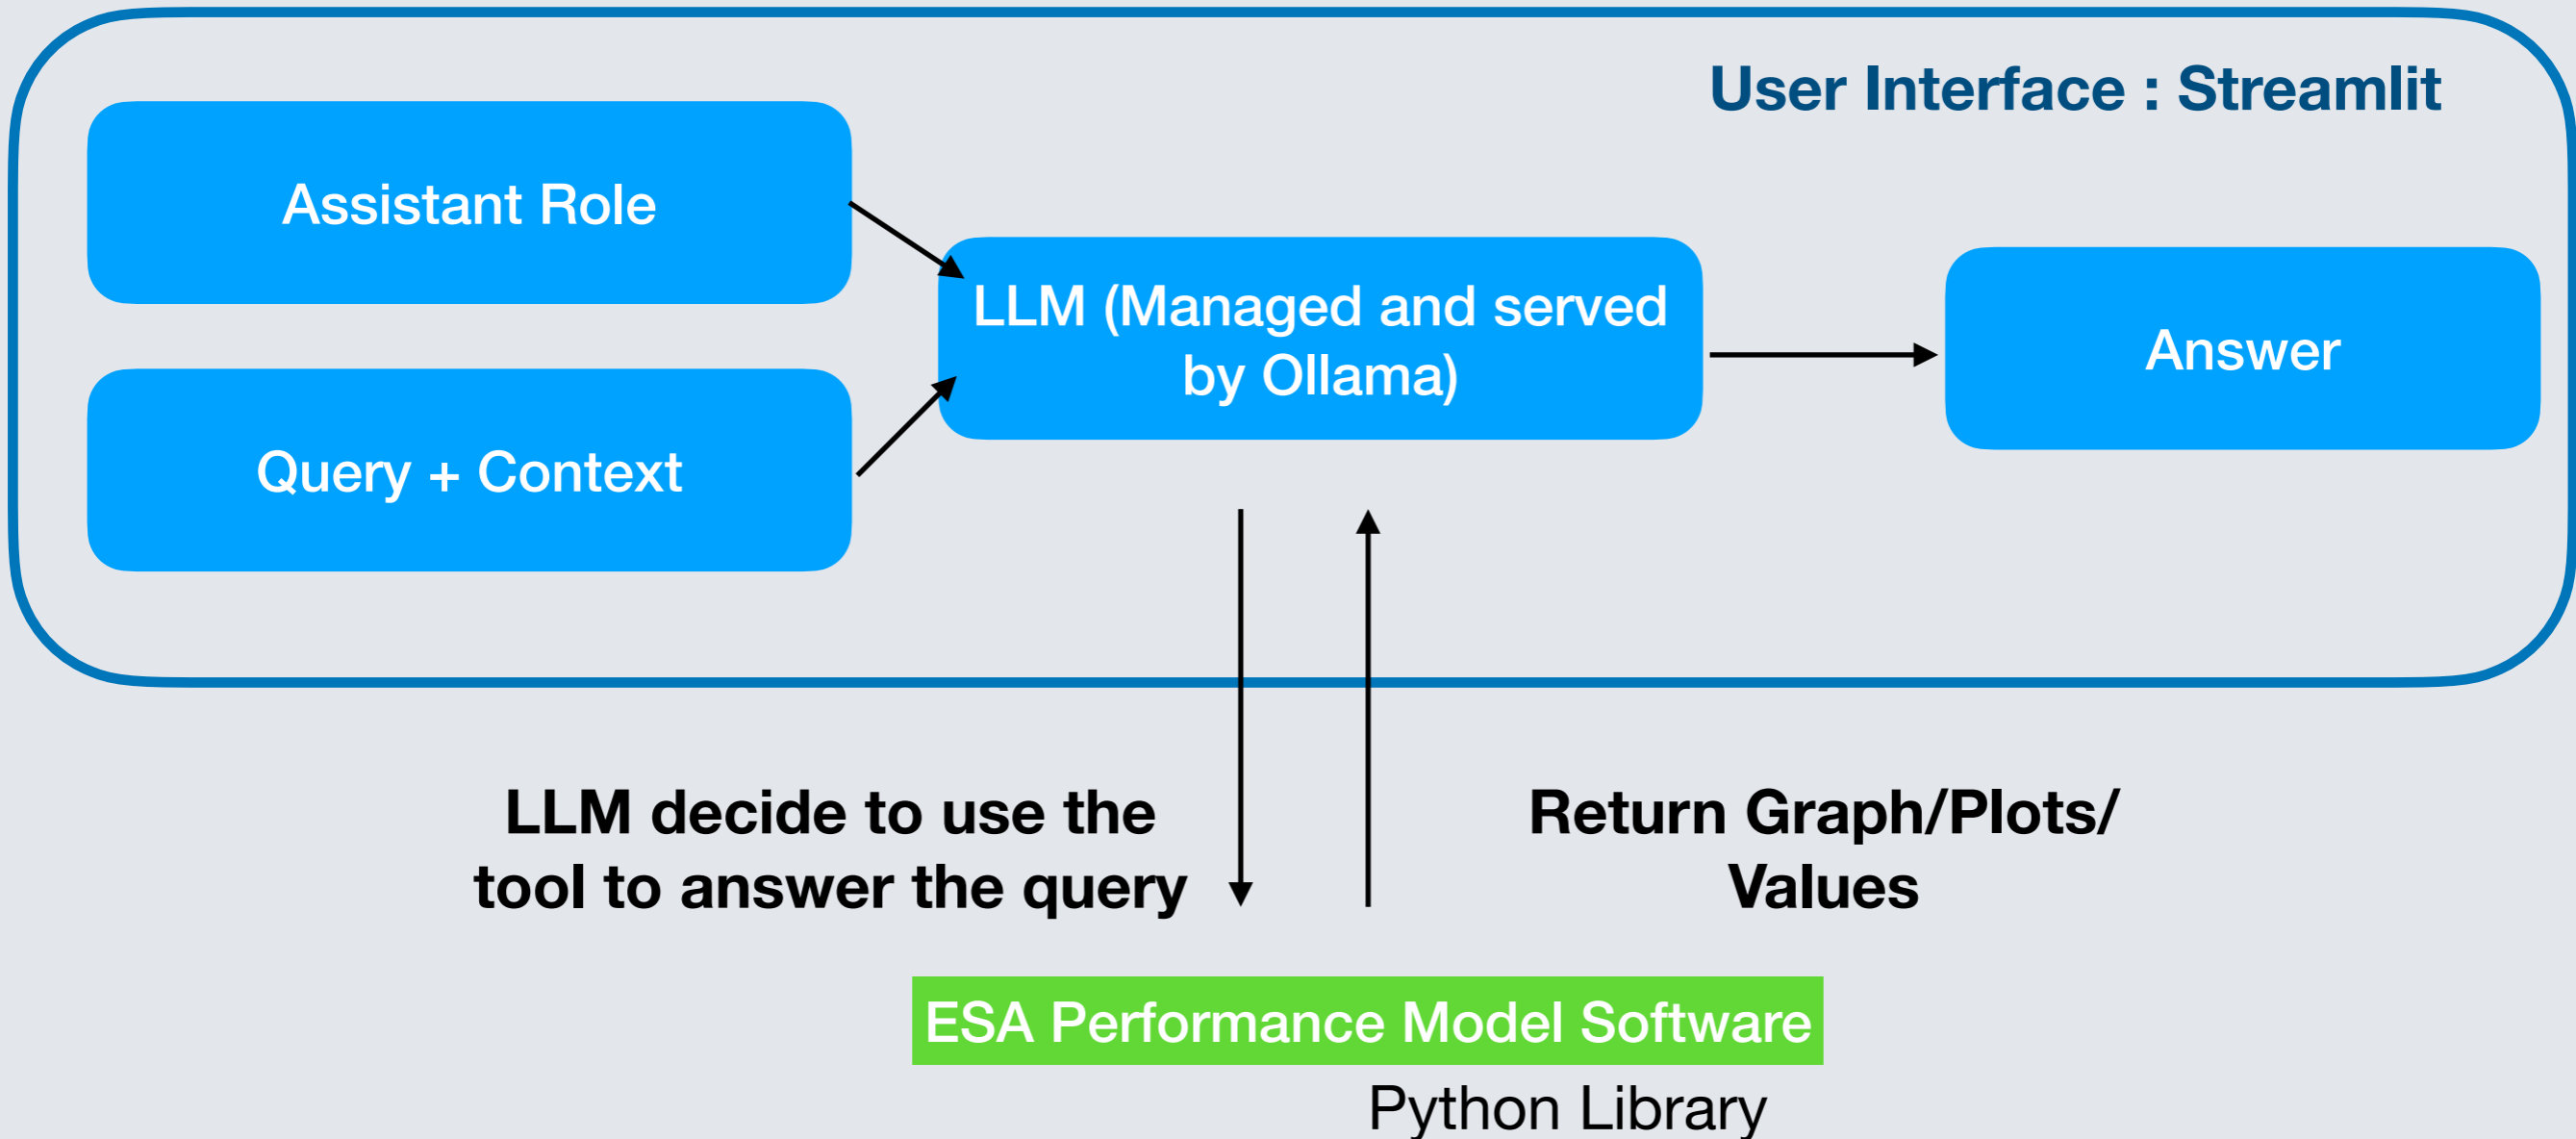 User Interface : Streamlit
Assistant Role
Query + Context
LLM (Managed and served
by Ollama)
Answer
LLM decide to use the
tool to answer the query
Return Graph/Plots/
Values
ESA Performance Model Software
Python Library